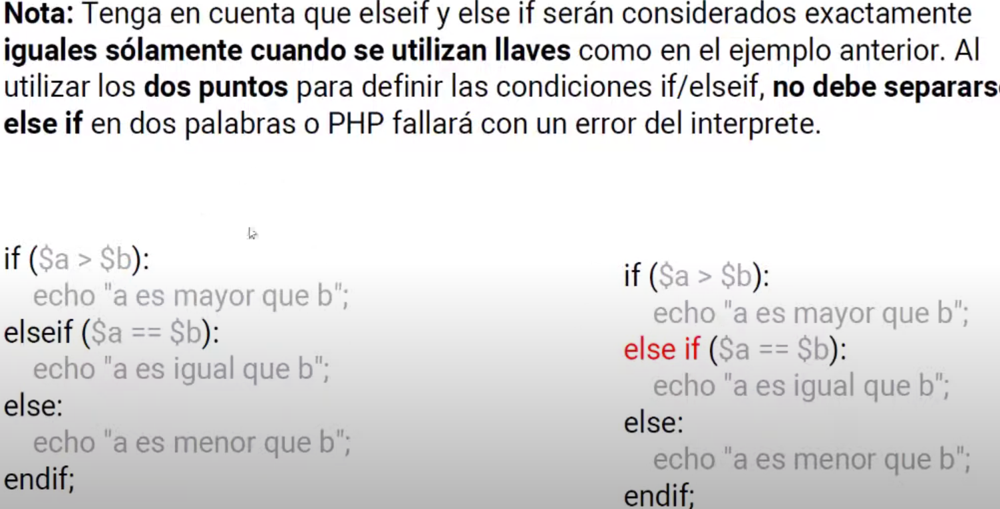 Nota: Tenga en cuenta que elseif y else if serán considerados exactamente
iguales sólamente cuando se utilizan llaves como en el ejemplo anterior. Al
utilizar los dos puntos para definir las condiciones if/elseif, no debe separars
else if en dos palabras o PHP fallará con un error del interprete.
if ($a > $b):
echo "a es mayor que b";
elseif ($a == $b):
echo "a es igual que b";
else:
echo "a es menor que b";
endif;
if ($a > $b):
echo "a es mayor que b";
else if ($a == $b):
echo "a es igual que b";
else:
echo "a es menor que b";
endif;